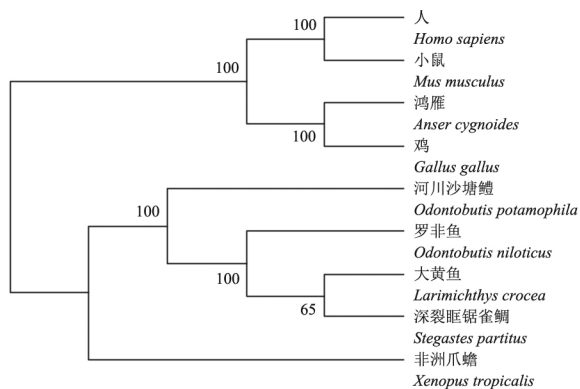 人
100
Homo sapiens
小鼠
100
Mus musculus
鸿雁
Anser cygnoides
100
鸡
Gallus gallus
河川沙塘鳢
100
Odontobutis potamophila
罗非鱼
Odontobutis niloticus
100
大黄鱼
Larimichthys crocea
65
深裂眶锯雀鲷
Stegastes partitus
非洲爪蟾
Xenopus tropicalis